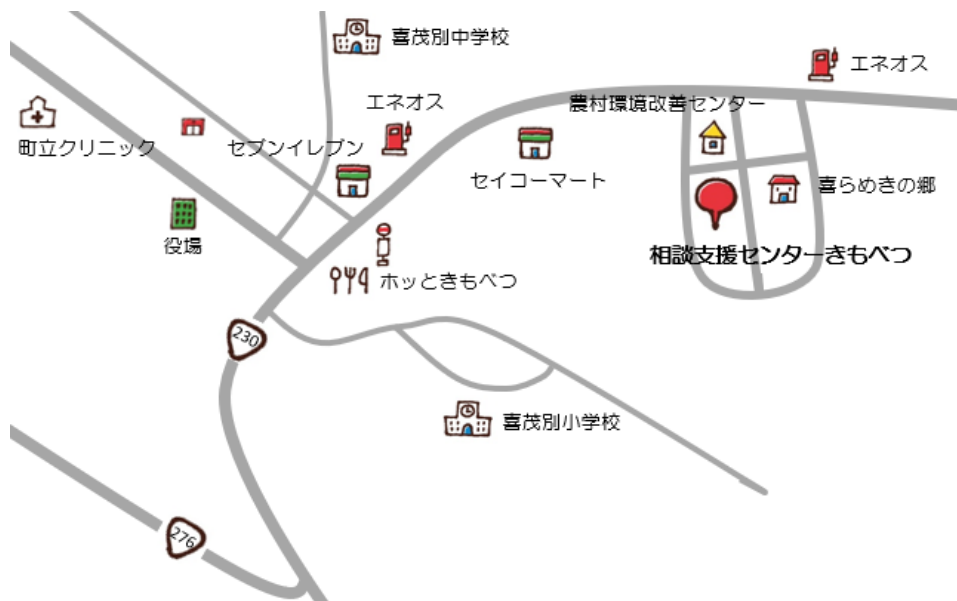 喜茂別中学校
エネオス
エネオス
農村環境改善センター
町立クリニック
セブンイレブン
セイコーマート
喜らめきの郷
役場
相談支援センターきもべつ
ホッときもべつ
230
喜茂別小学校
276